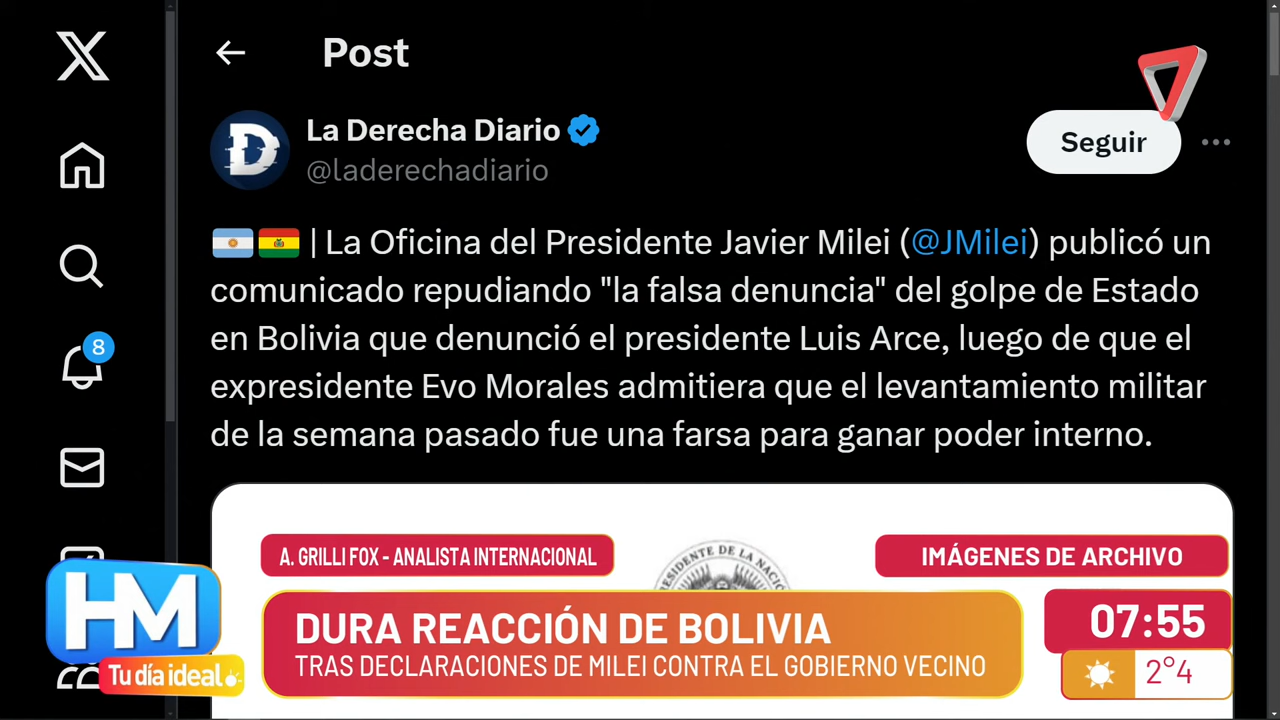 Post
La Derecha Diario
@laderechadiario
Seguir
| La Oficina del Presidente Javier Milei (@JMilei) publicó un
comunicado repudiando "la falsa denuncia" del golpe de Estado
en Bolivia que denunció el presidente Luis Arce, luego de que el
expresidente Evo Morales admitiera que el levantamiento militar
de la semana pasado fue una farsa para ganar poder interno.
8
A. GRILLI FOX - ANALISTA INTERNACIONAL
IMÁGENES DE ARCHIVO
DURA REACCIÓN DE BOLIVIA
TRAS DECLARACIONES DE MILEI CONTRA EL GOBIERNO VECINO
07:55
2°4
HM
Tu día ideal